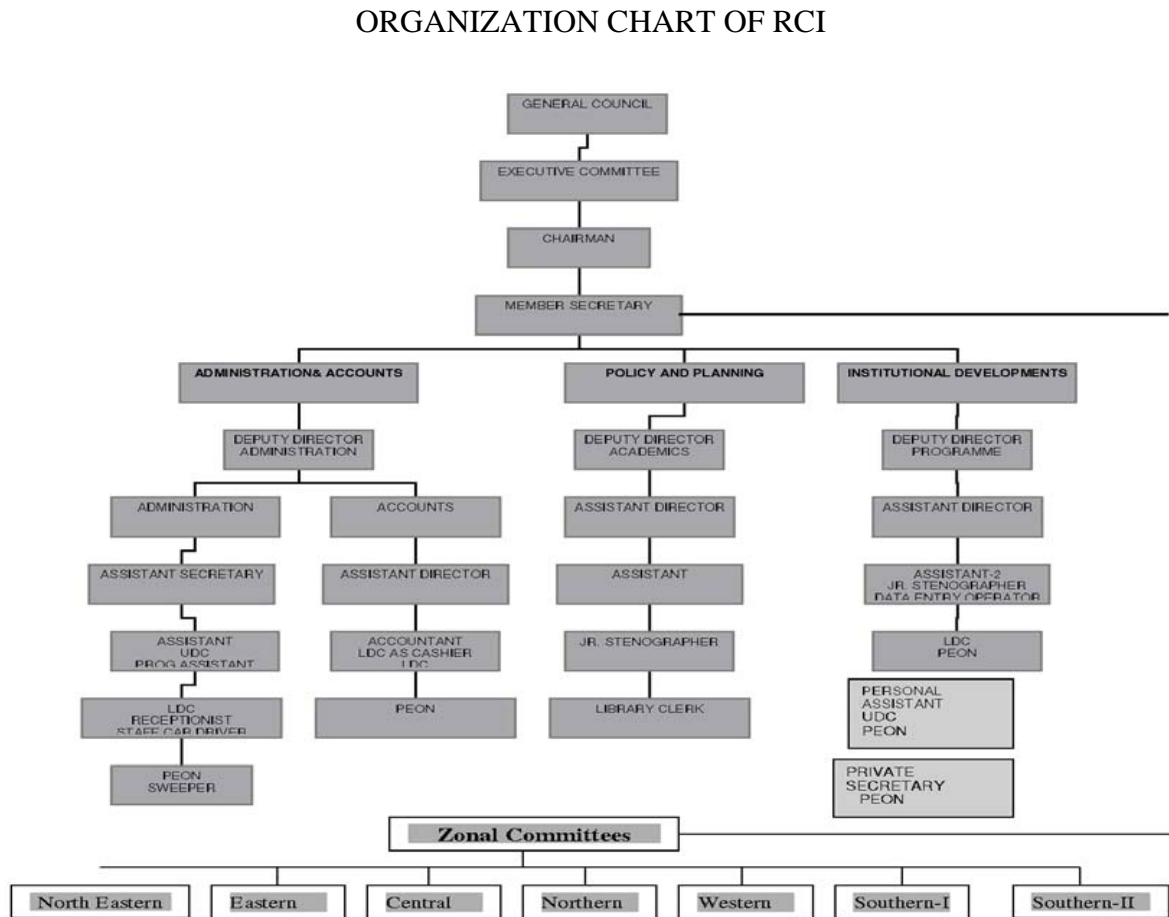 ORGANIZATION CHART OF RCI
GENERAL COUNCIL
EXECUTIVE COMMITTEE
CHAIRMAN
MEMBER SECRETARY
ADMINISTRATION& ACCOUNTS
POLICY AND PLANNING
INSTITUTIONAL DEVELOPMENTS
DEPUTY DIRECTOR
ADMINISTRATION
DEPUTY DIRECTOR
ACADEMICS
DEPUTY DIRECTOR
PROGRAMME
ADMINISTRATION
ACCOUNTS
ASSISTANT DIRECTOR
ASSISTANT DIRECTOR
ASSISTANT SECRETARY
ASSISTANT DIRECTOR
ASSISTANT
ASSISTANT-2
JR. STENOGRAPHER
DATA ENTRY OPERATOR
ASSISTANT
UDC
PROG ASSISTANT
ACCOUNTANT
LDC AS CASHIER
LDC
JR. STENOGRAPHER
LDC
PEON
LDC
RECEPTIONIST
STAFF CAR DRIVER
PEON
LIBRARY CLERK
PERSONAL
ASSISTANT
UDC
PEON
PEON
SWEEPER
PRIVATE
SECRETARY
PEON
Zonal Committees
North Eastern
Eastern
Central
Northern
Western
Southern-I
Southern-II